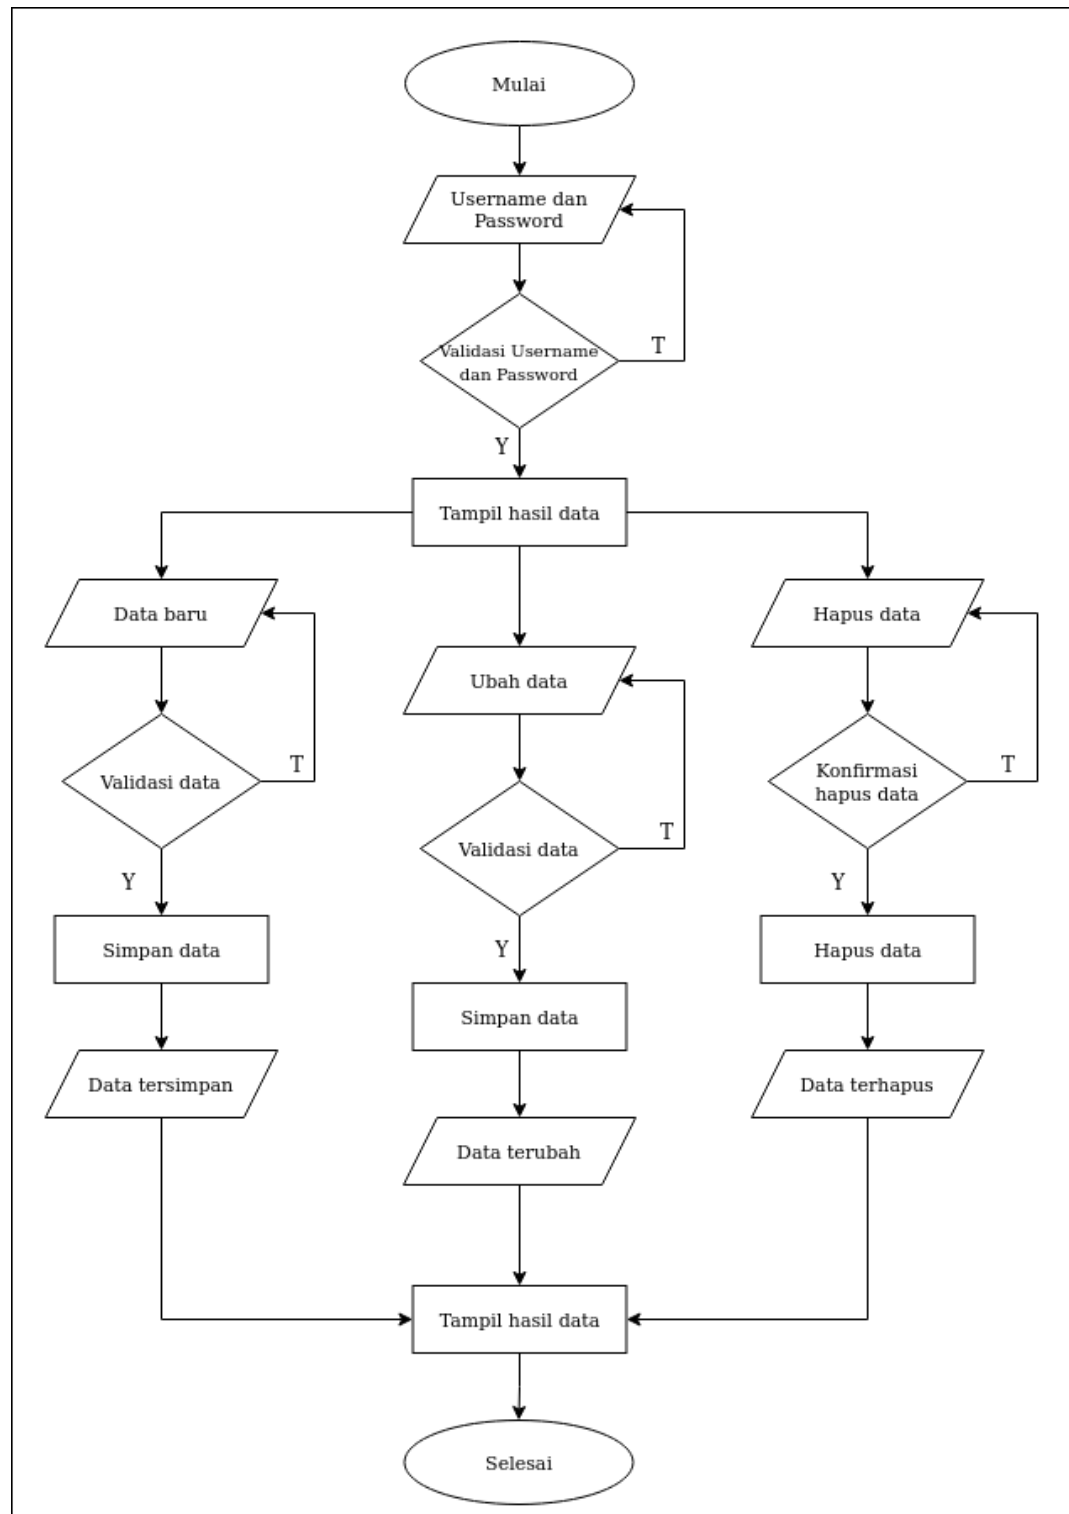 Mulai
Username dan
Password
Validasi Username
dan Password
T
Y
Tampil hasil data
Data baru
Hapus data
Ubah data
Validasi data
T
Konfirmasi
hapus data
T
Validasi data
T
Y
Y
Simpan data
Y
Hapus data
Simpan data
Data tersimpan
Data terhapus
Data terubah
Tampil hasil data
Selesai